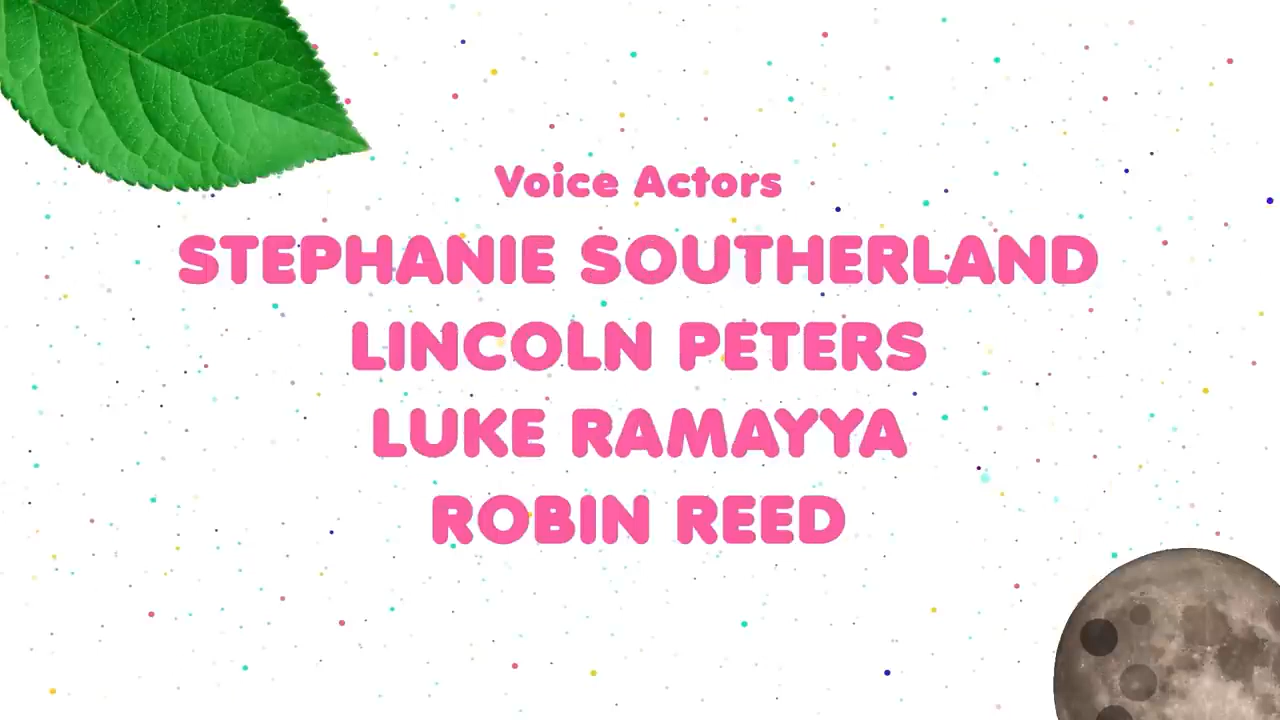 Voice Actors
STEPHANIE SOUTHERLAND
LINCOLN PETERS
LUKE RAMAYYA
ROBIN REED